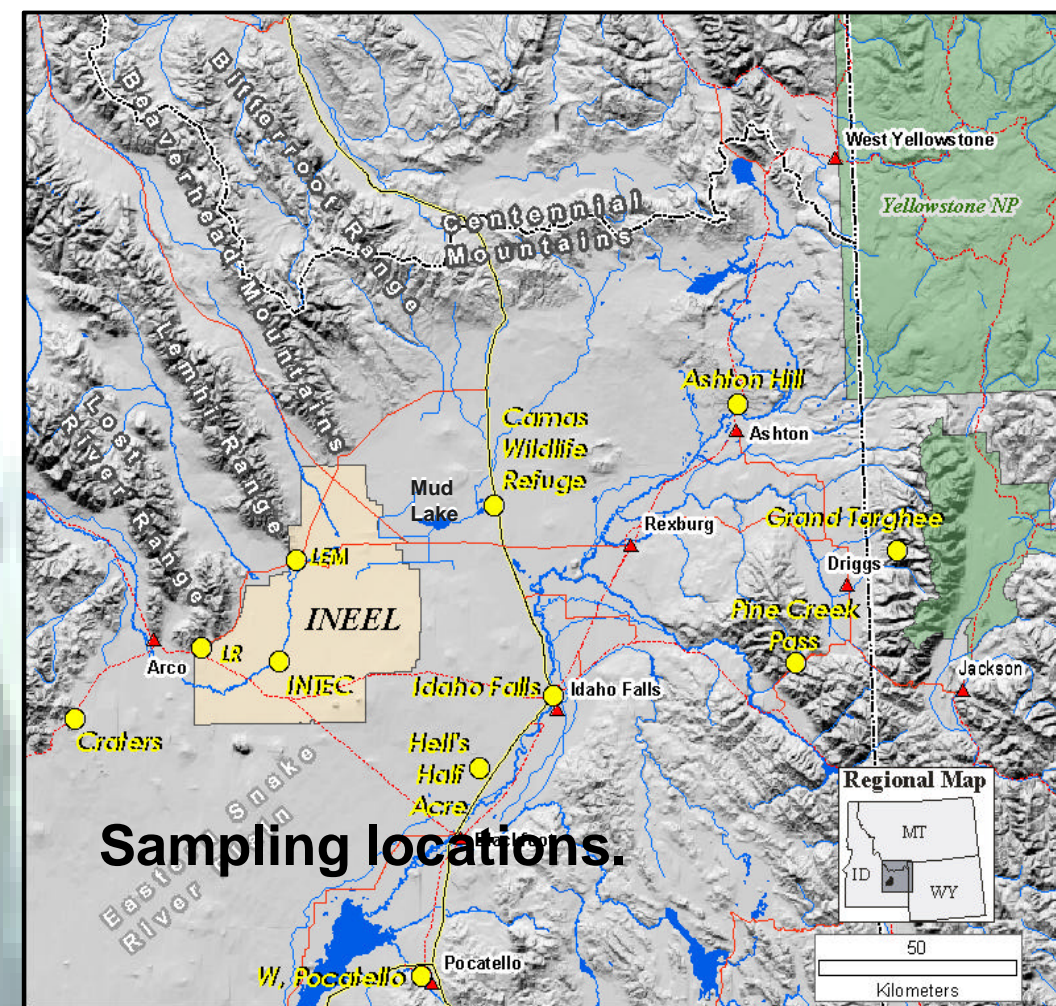 Bitterroot Range
Beaverhead Mountains
West Yellowstone
Yellowstone NP
Centennial
Mountains
Lemhi Range
Lost
River
Range
Ashton Hill
Ashton
Camas
Wildlife
Refuge
Mud
Lake
Rexburg
Grand Targhee
Driggs
LEM
INEEL
Pine Creek
Pass
LR
Arco
INTEC
Idaho Falls
Idaho Falls
Jackson
Craters
Hell's
Half
Acre
Regional Map
MT
ID
WY
Sampling locations.
Blackfoot
Eastern Snake
River Plain
50
Kilometers
W. Pocatello
Pocatello